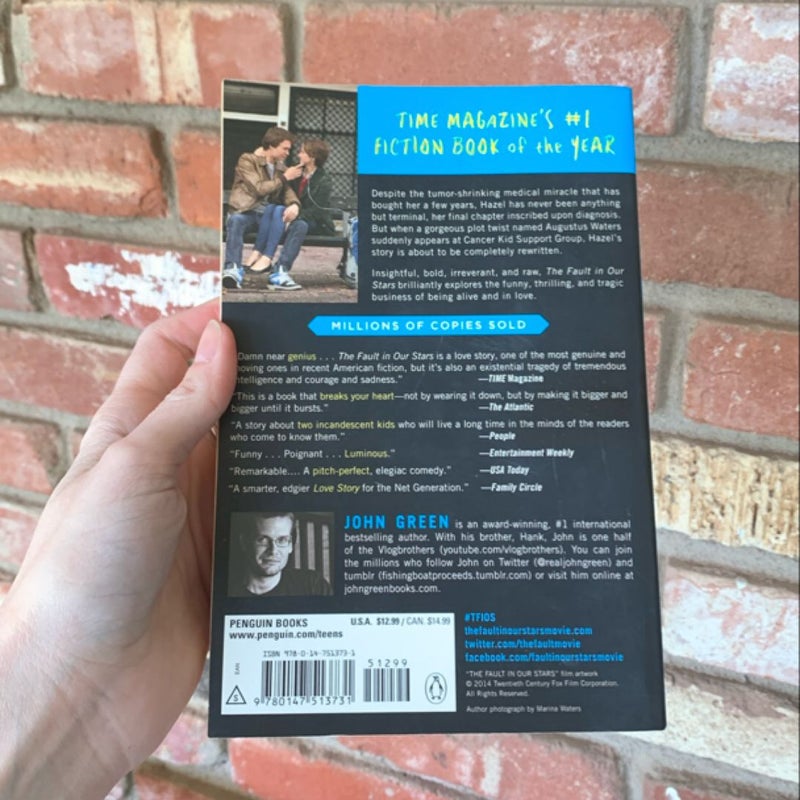 TIME MAGAZINE'S #1
FICTION BOOK of the YEAR
Despite the tumor-shrinking medical miracle that has
bought her a few years, Hazel has never been anything
but terminal, her final chapter inscribed upon diagnosis.
But when a gorgeous plot twist named Augustus Waters
suddenly appears at Cancer Kid Support Group, Hazel's
story is about to be completely rewritten.
Insightful, bold, irreverent, and raw, The Fault in Our
Stars brilliantly explores the funny, thrilling, and tragic
business of being alive and in love.
MILLIONS OF COPIES SOLD
Damn near genius . . . The Fault in Our Stars is a love story, one of the most genuine and
moving ones in recent American fiction, but it's also an existential tragedy of tremendous
intelligence and courage and sadness." —TIME Magazine
"This is a book that breaks your heart—not by wearing it down, but by making it bigger and
bigger until it bursts." —The Atlantic
"A story about two incandescent kids who will live a long time in the minds of the readers
who come to know them." —People
"Funny . . . Poignant . . . Luminous." —Entertainment Weekly
"Remarkable.... A pitch-perfect, elegiac comedy." —USA Today
"A smarter, edgier Love Story for the Net Generation." —Family Circle
JOHN GREEN is an award-winning, #1 international
bestselling author. With his brother, Hank, John is one half
of the Vlogbrothers (youtube.com/vlogbrothers). You can join
the millions who follow John on Twitter (@realjohngreen) and
tumblr (fishingboatproceeds.tumblr.com) or visit him online at
johngreenbooks.com.
PENGUIN BOOKS U.S.A. $12.99 / CAN. $14.99
www.penguin.com/teens
ISBN 978-0-14-751373-1
51299
EAN
S
9 780147 513731
#TFIOS
thefaultinourstarsmovie.com
twitter.com/thefaultmovie
facebook.com/faultinourstarsmovie
"THE FAULT IN OUR STARS" film artwork
© 2014 Twentieth Century Fox Film Corporation.
All Rights Reserved.
Author photograph by Marina Waters